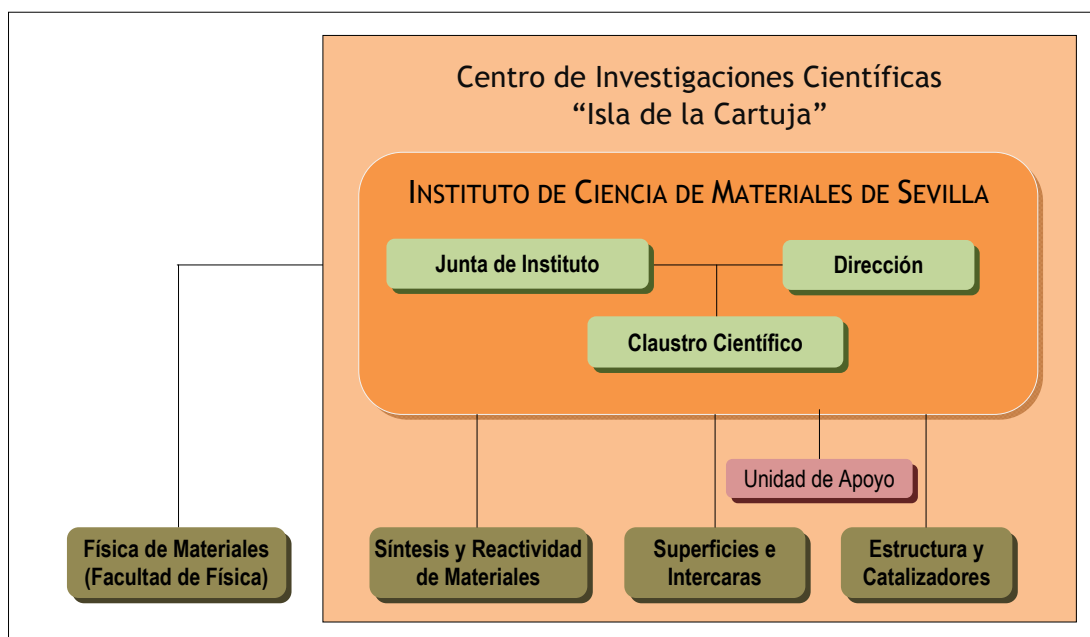 Centro de Investigaciones Científicas
“Isla de la Cartuja”
INSTITUTO DE CIENCIA DE MATERIALES DE SEVILLA
Junta de Instituto
Dirección
Claustro Científico
Unidad de Apoyo
Física de Materiales
(Facultad de Física)
Síntesis y Reactividad
de Materiales
Superficies e
Intercaras
Estructura y
Catalizadores